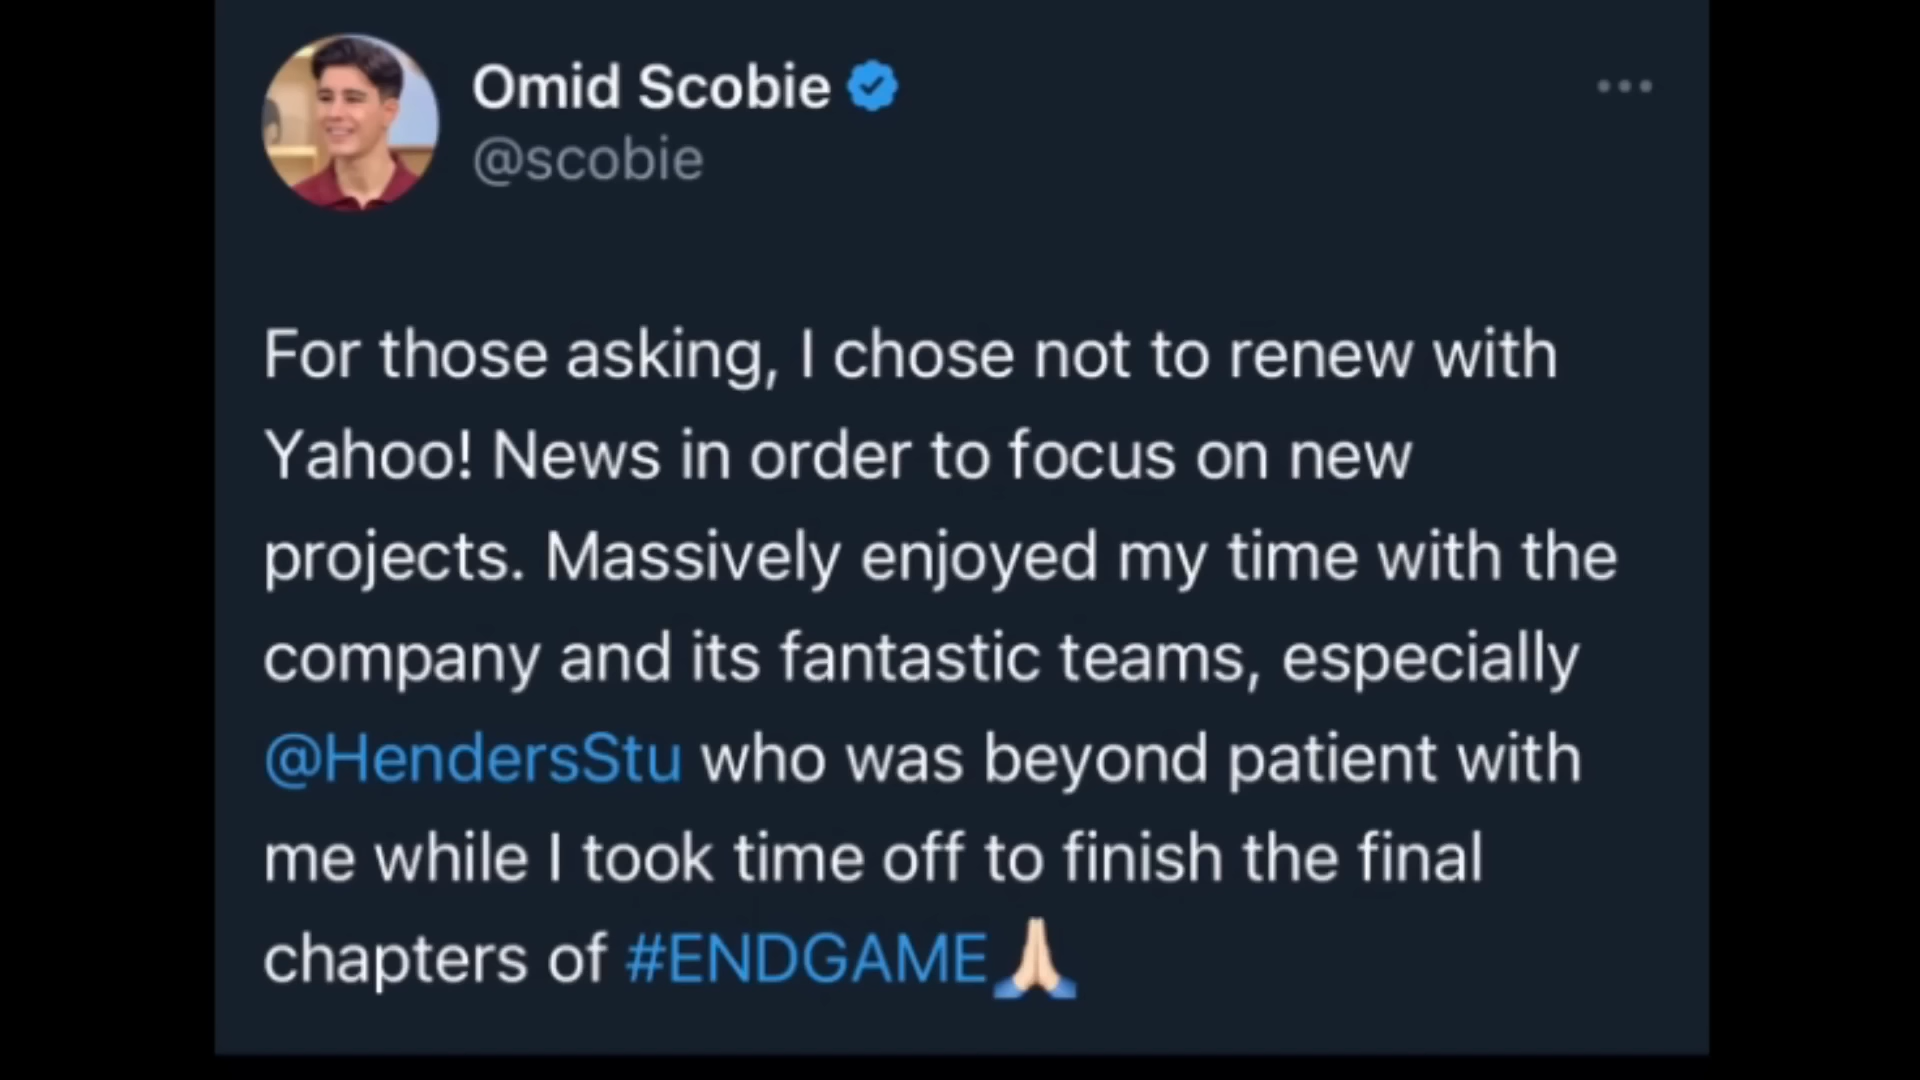 Omid Scobie
@scobie
For those asking, I chose not to renew with
Yahoo! News in order to focus on new
projects. Massively enjoyed my time with the
company and its fantastic teams, especially
@HendersStu who was beyond patient with
me while I took time off to finish the final
chapters of #ENDGAME🙏🏻